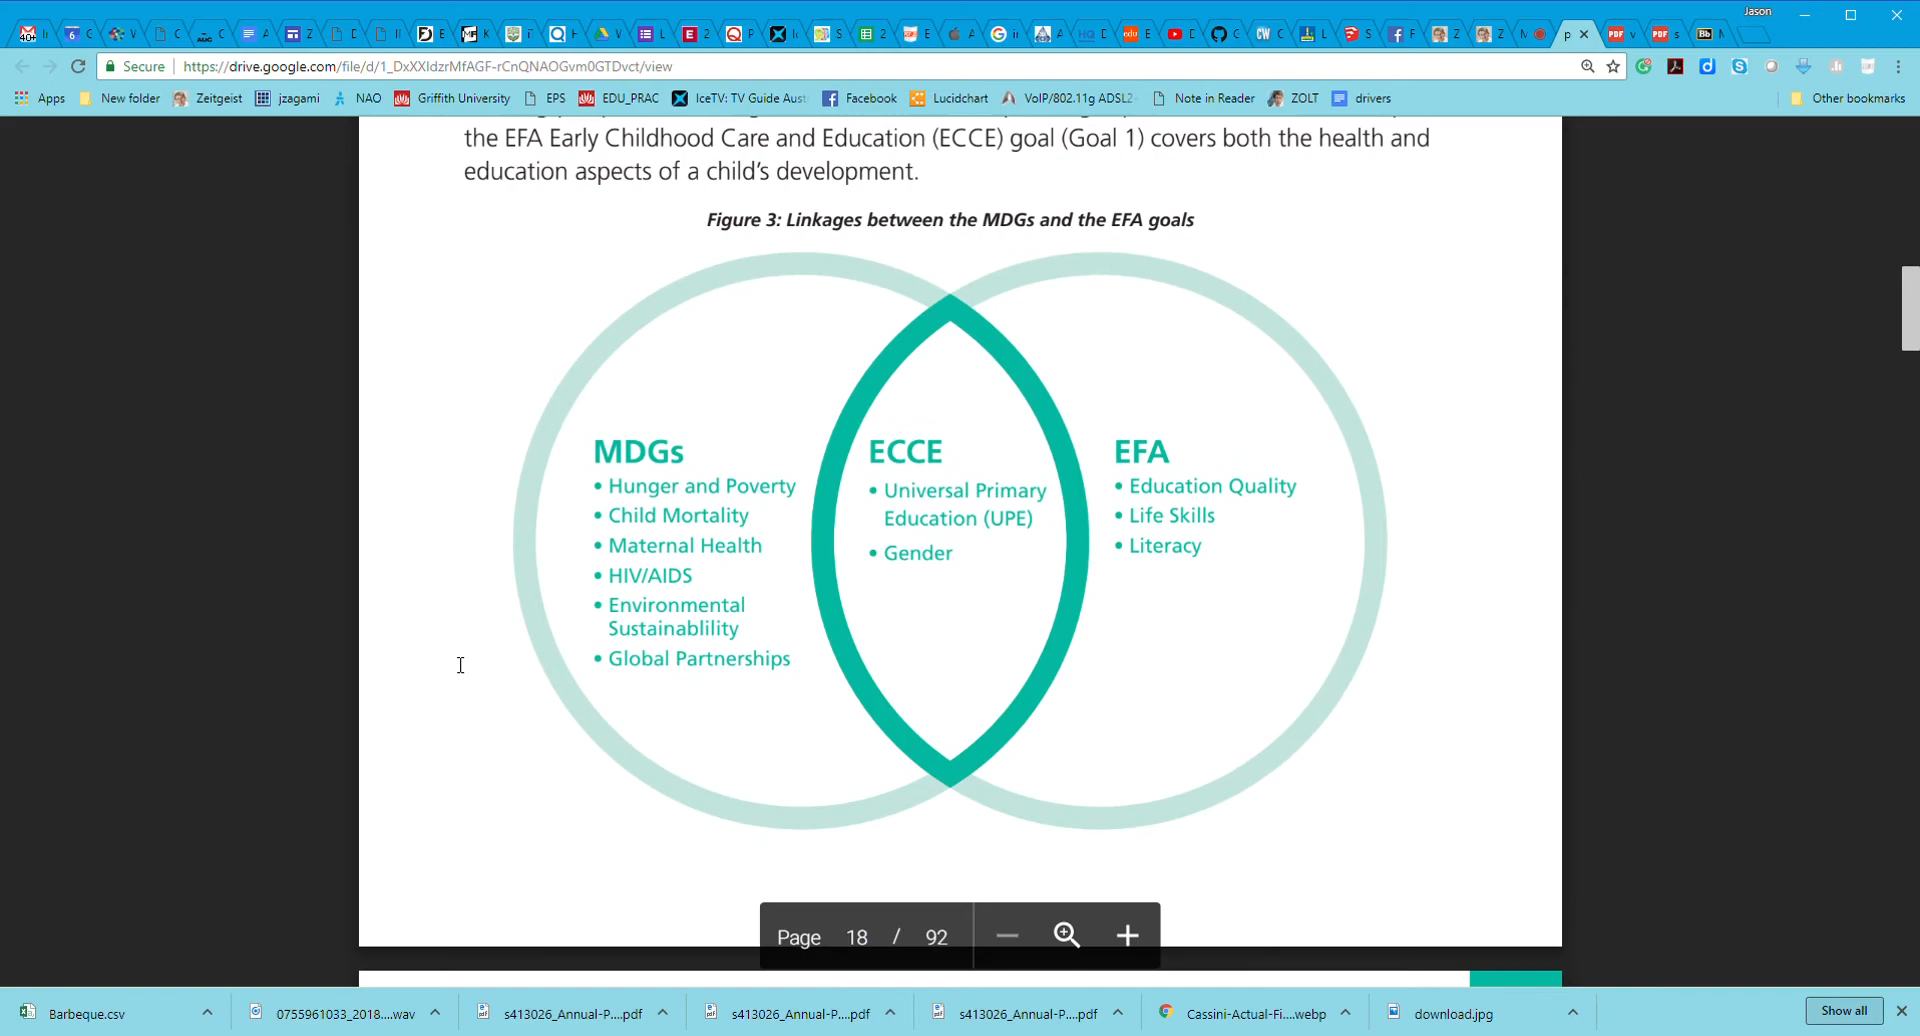 Jason
Secure https://drive.google.com/file/d/1_DxXXIdzrMfAGF-rCnQNAOGvm0GTDvct/view
Apps New folder Zeitgeist jzagami NAO Griffith University EPS EDU_PRAC IceTV: TV Guide Aust Facebook Lucidchart VoIP/802.11g ADSL2- Note in Reader ZOLT drivers Other bookmarks
the EFA Early Childhood Care and Education (ECCE) goal (Goal 1) covers both the health and
education aspects of a child's development.
Figure 3: Linkages between the MDGs and the EFA goals
MDGs
• Hunger and Poverty
• Child Mortality
• Maternal Health
• HIV/AIDS
• Environmental
Sustainablility
• Global Partnerships
ECCE
• Universal Primary
Education (UPE)
• Gender
EFA
• Education Quality
• Life Skills
• Literacy
Page 18 / 92
Barbeque.csv 0755961033_2018....wav s413026_Annual-P....pdf s413026_Annual-P....pdf s413026_Annual-P....pdf Cassini-Actual-Fi....webp download.jpg Show all